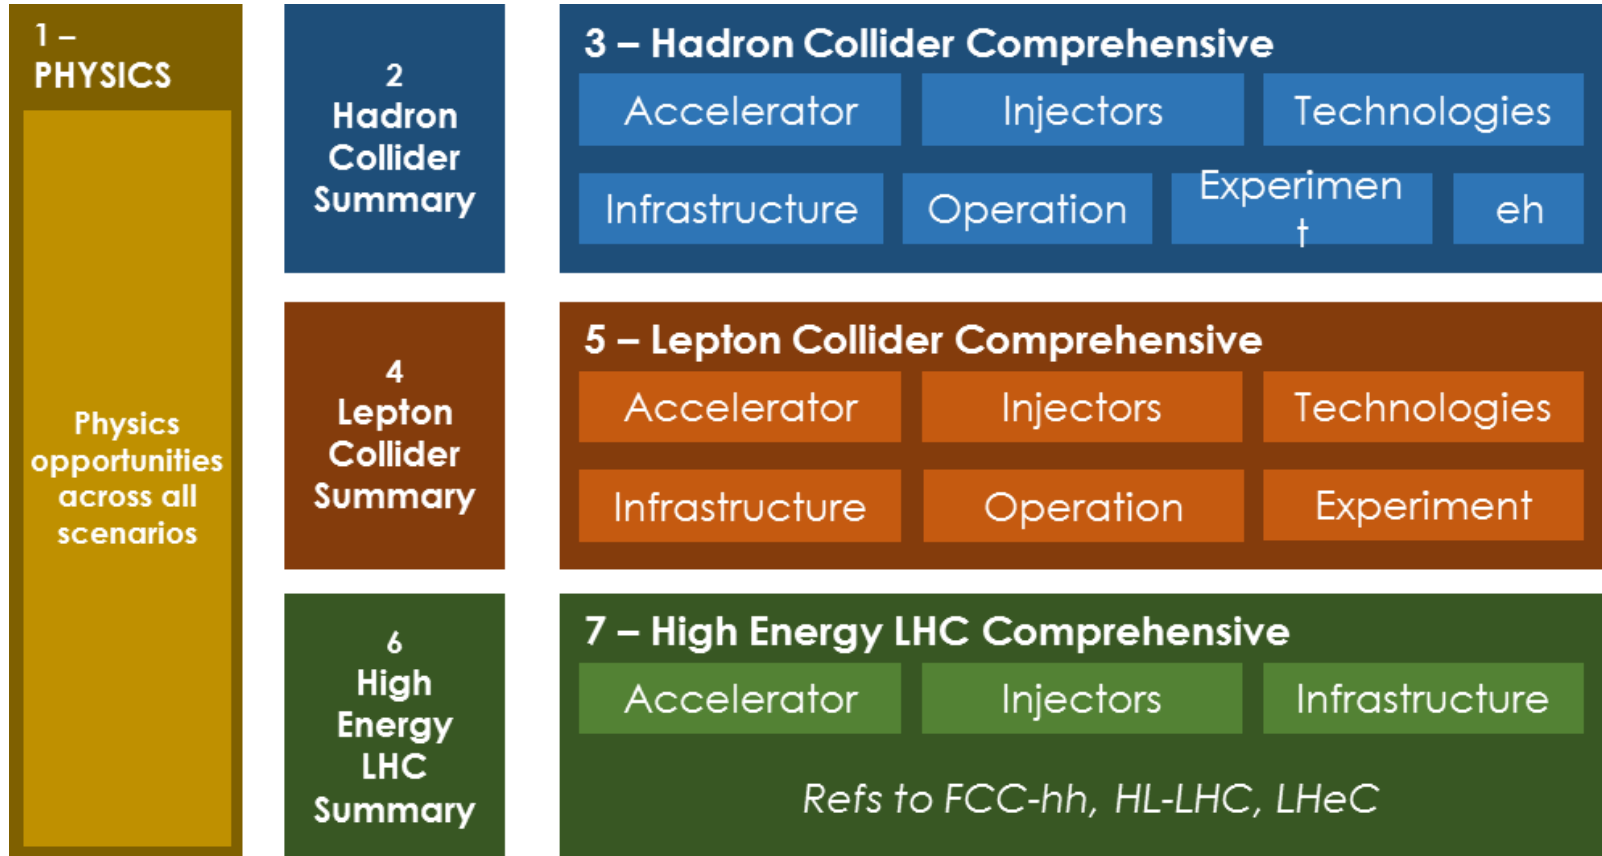 1 –
PHYSICS
Physics
opportunities
across all
scenarios
2
Hadron
Collider
Summary
3 – Hadron Collider Comprehensive
Accelerator
Injectors
Technologies
Infrastructure
Operation
Experimen
t
eh
4
Lepton
Collider
Summary
5 – Lepton Collider Comprehensive
Accelerator
Injectors
Technologies
Infrastructure
Operation
Experiment
6
High
Energy
LHC
Summary
7 – High Energy LHC Comprehensive
Accelerator
Injectors
Infrastructure
Refs to FCC-hh, HL-LHC, LHeC